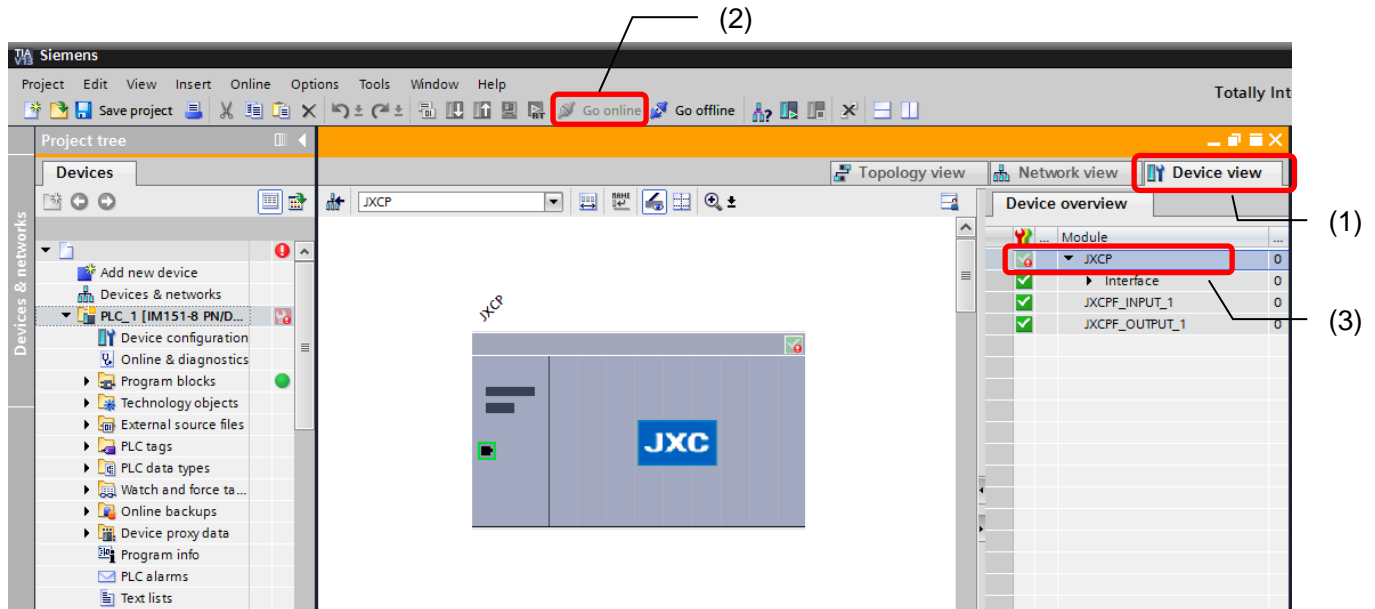 (2)
TIA V13 Siemens
Project Edit View Insert Online Options Tools Window Help
Totally Int
Save project Go online Go offline
Project tree
Devices
Topology view Network view Device view
JXCP
NAME
Device overview
(1)
Devices & networks
... Module ...
JXCP 0
Add new device
Interface 0
Devices & networks
JXCPF_INPUT_1 0
PLC_1 [IM151-8 PN/D...
JXCPF_OUTPUT_1 0
(3)
JXCP
Device configuration
Online & diagnostics
Program blocks
Technology objects
External source files
JXC
PLC tags
PLC data types
Watch and force ta...
Online backups
Device proxy data
Program info
PLC alarms
Text lists